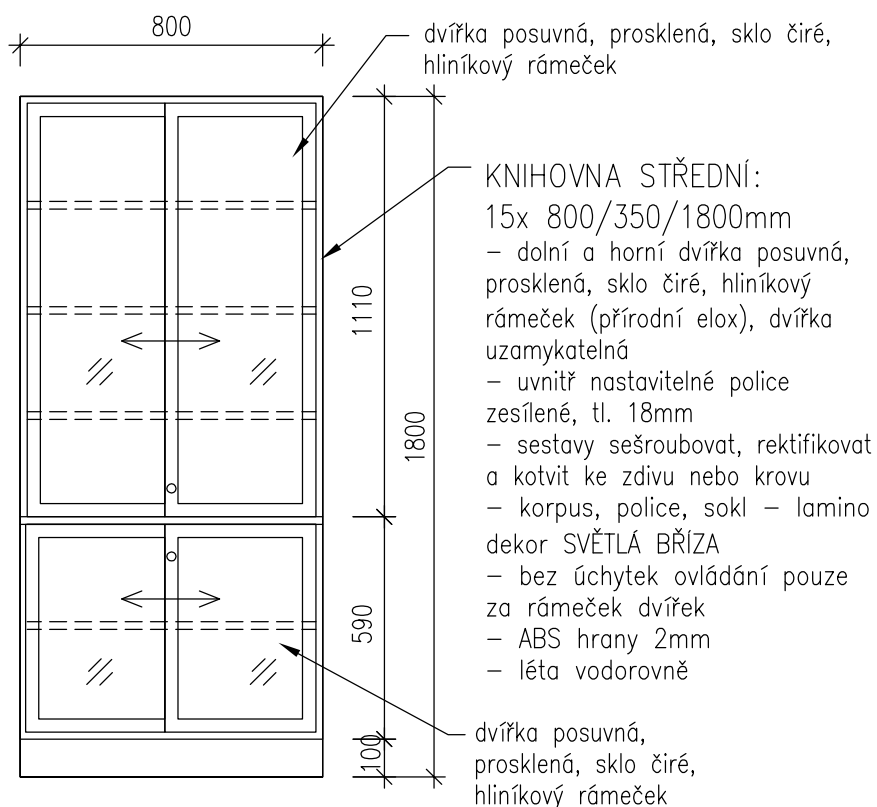 800
dvířka posuvná, prosklená, sklo čiré,
hliníkový rámeček
KNIHOVNA STŘEDNÍ:
15x 800/350/1800mm
– dolní a horní dvířka posuvná,
prosklená, sklo čiré, hliníkový
rámeček (přírodní elox), dvířka
uzamykatelná
– uvnitř nastavitelné police
zesílené, tl. 18mm
– sestavy sešroubovat, rektifikovat
a kotvit ke zdivu nebo krovu
– korpus, police, sokl – lamino
dekor SVĚTLÁ BŘÍZA
– bez úchytek ovládání pouze
za rámeček dvířek
– ABS hrany 2mm
– léta vodorovně
1110
1800
590
100
dvířka posuvná,
prosklená, sklo čiré,
hliníkový rámeček